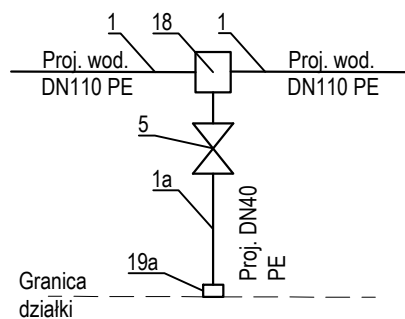 1
18
1
Proj. wod.
DN110 PE
Proj. wod.
DN110 PE
5
1a
Proj. DN40
PE
19a
Granica
działki